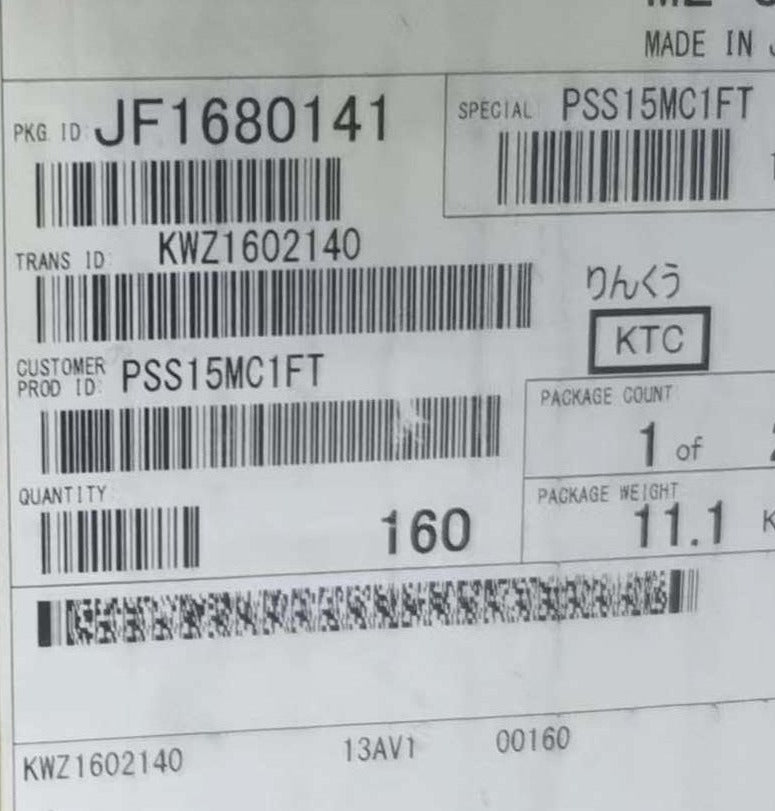 MADE IN
PKG ID: JF1680141
SPECIAL PSS15MC1FT
TRANS ID: KWZ1602140
りんくう
KTC
CUSTOMER
PROD ID: PSS15MC1FT
PACKAGE COUNT
1 of
QUANTITY
160
PACKAGE WEIGHT
11.1 K
KWZ1602140 13AV1 00160